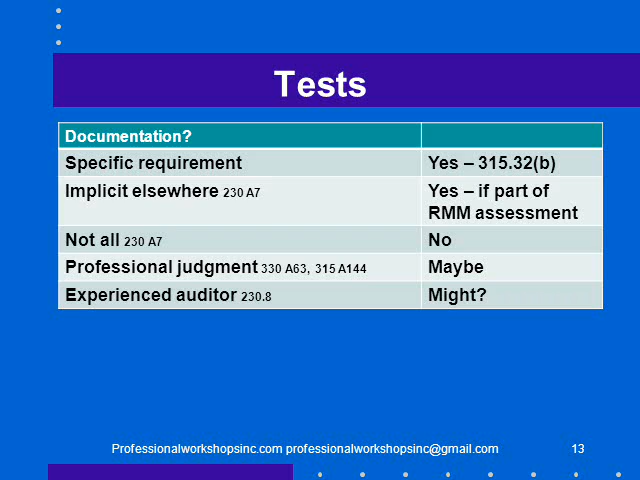 Tests
Documentation?
Specific requirement Yes – 315.32(b)
Implicit elsewhere 230 A7 Yes – if part of
RMM assessment
Not all 230 A7 No
Professional judgment 330 A63, 315 A144 Maybe
Experienced auditor 230.8 Might?
Professionalworkshopsinc.com professionalworkshopsinc@gmail.com 13